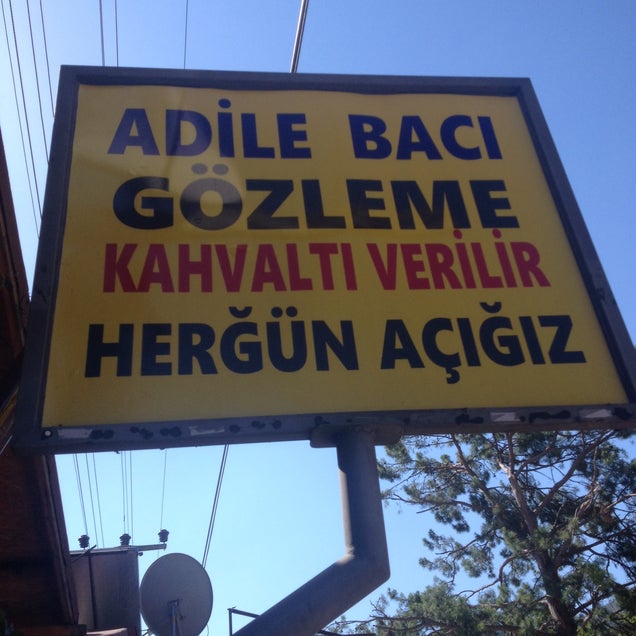 ADİLE BACI
GÖZLEME
KAHVALTI VERİLİR
HERĞÜN AÇIĞIZ